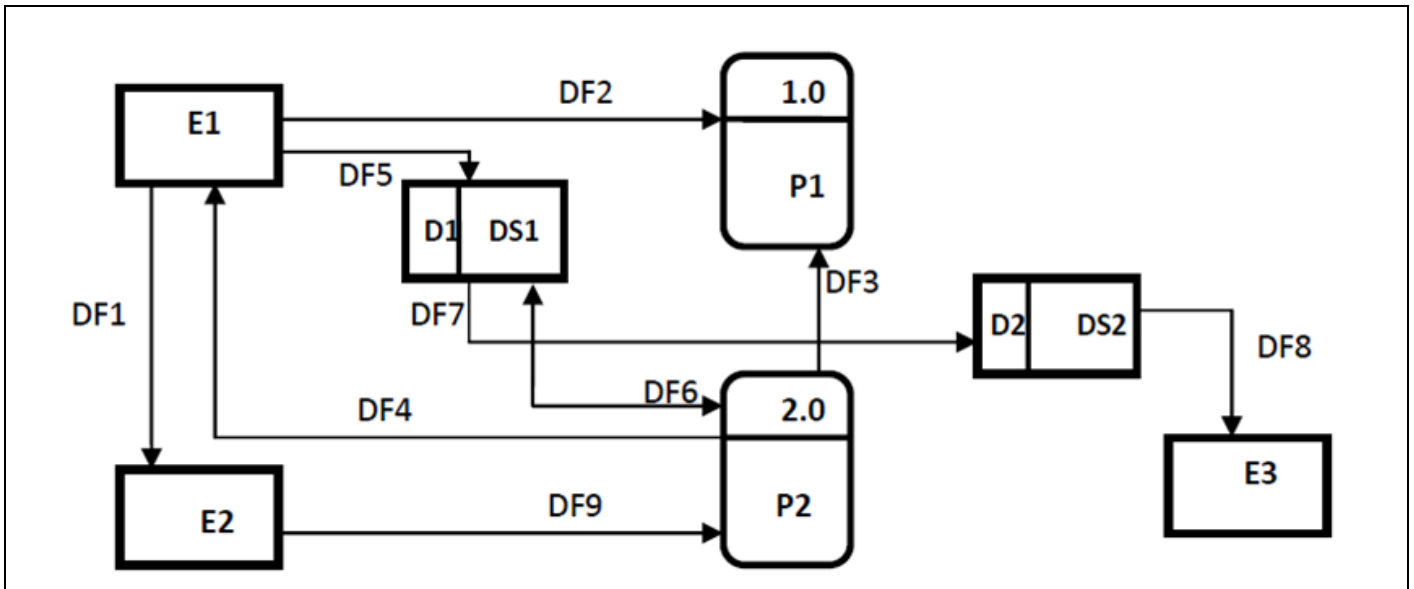 DF2
1.0
E1
DF5
P1
D1 DS1
DF3
DF1
DF7
D2 DS2
DF8
DF6
DF4
2.0
E3
DF9
P2
E2